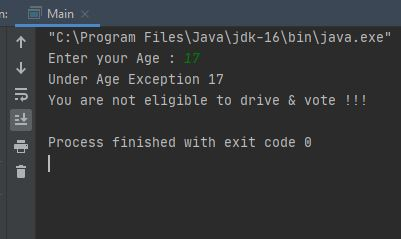 n:
Main
"C:\Program Files\Java\jdk-16\bin\java.exe"
Enter your Age : 17
Under Age Exception 17
You are not eligible to drive & vote !!!
Process finished with exit code 0